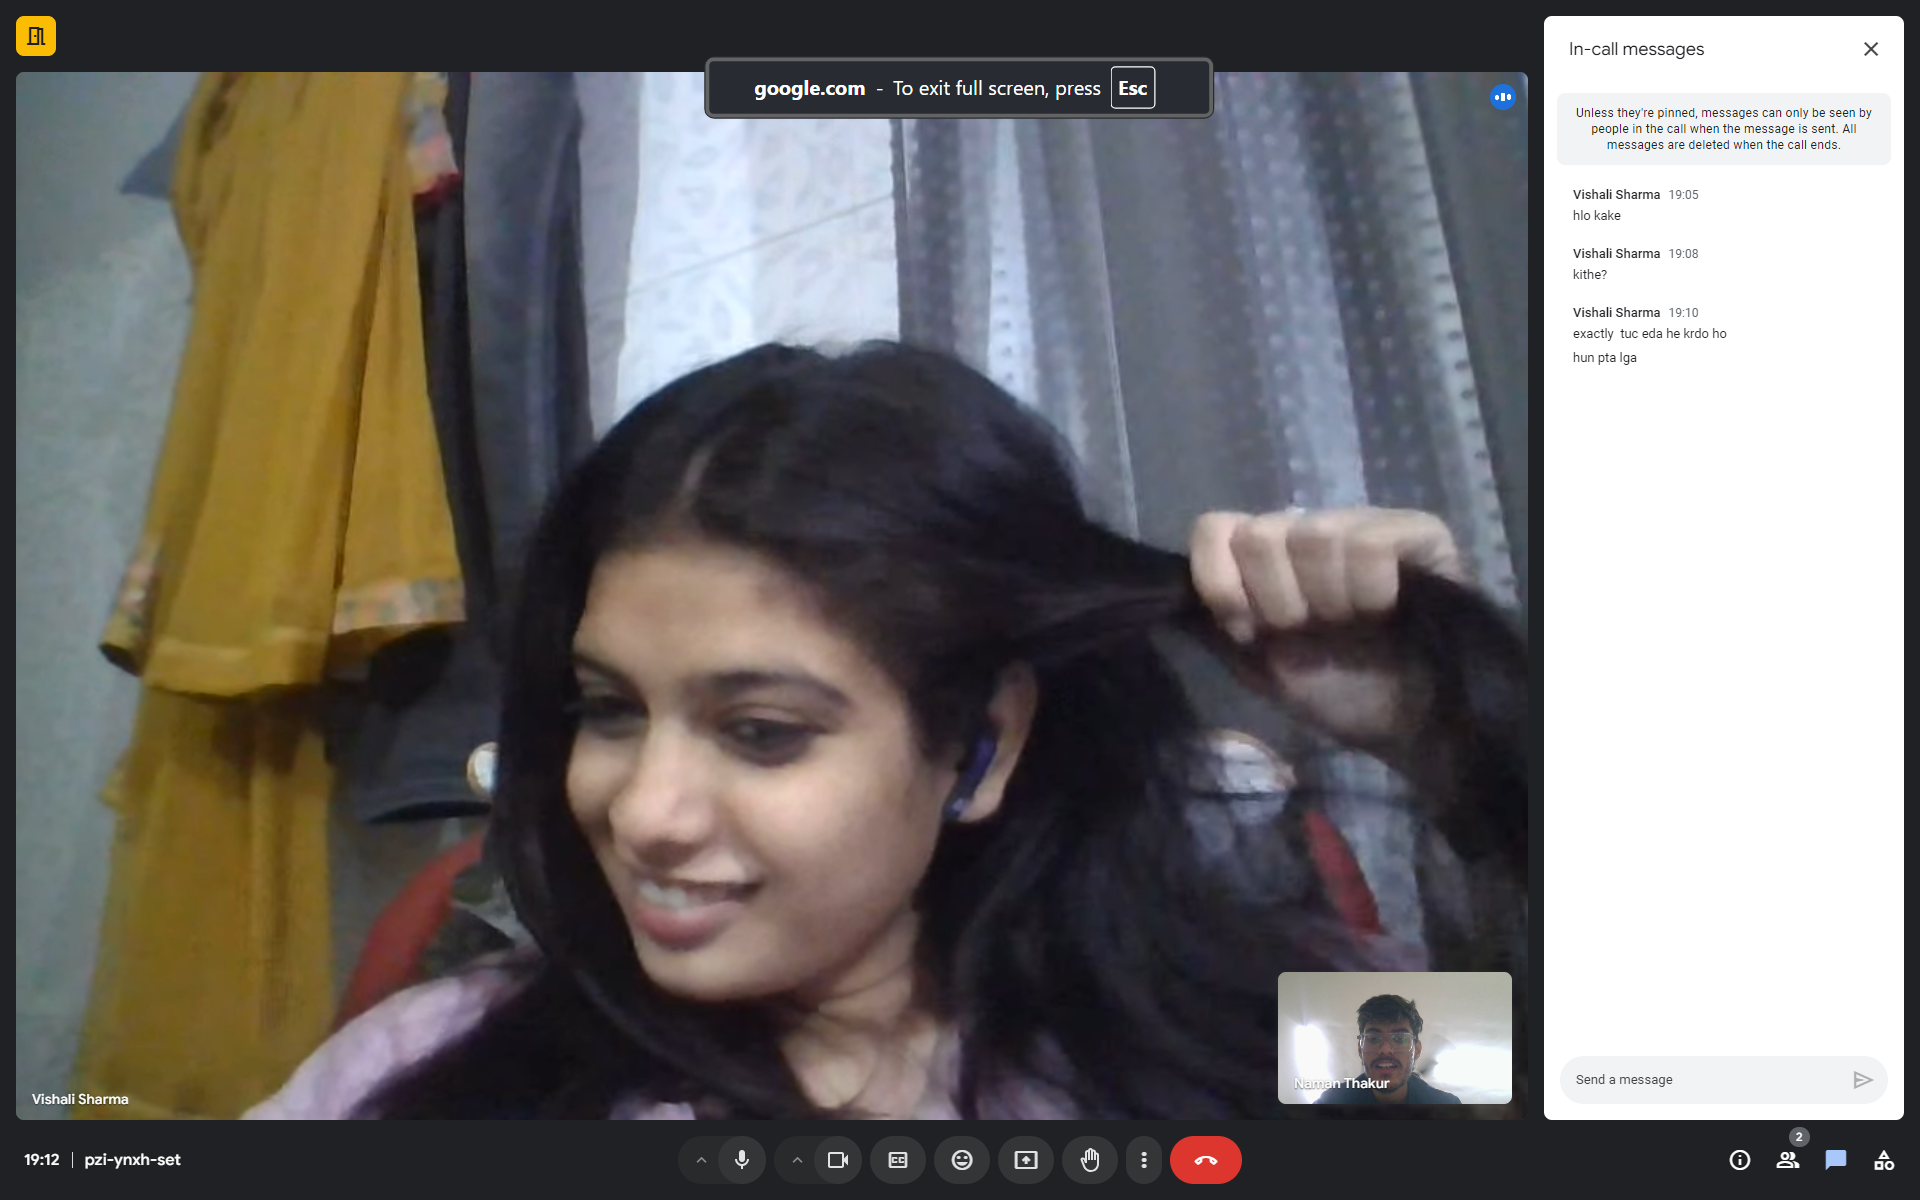 google.com - To exit full screen, press Esc
In-call messages
Unless they're pinned, messages can only be seen by
people in the call when the message is sent. All
messages are deleted when the call ends.
Vishali Sharma 19:05
hlo kake
Vishali Sharma 19:08
kithe?
Vishali Sharma 19:10
exactly  tuc eda he krdo ho
hun pta lga
Send a message
Naman Thakur
Vishali Sharma
19:12 | pzi-ynxh-set
CC
2